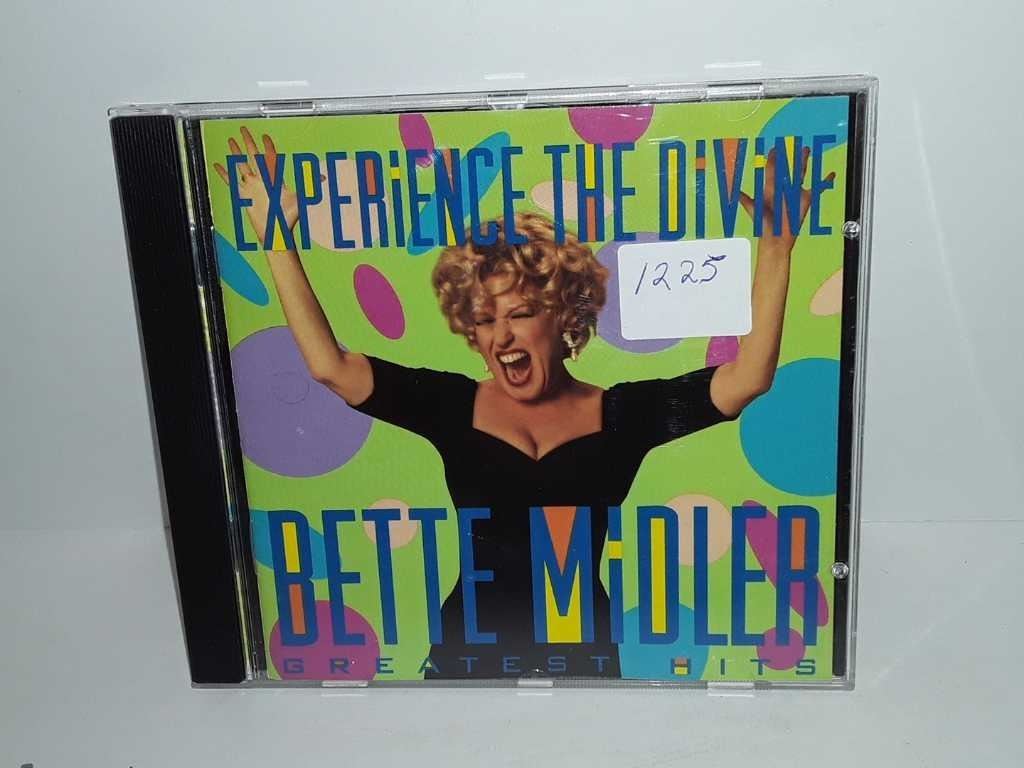 EXPERiENCE THE DiViNE
1225
BETTE MiDLER
GREATEST HITS